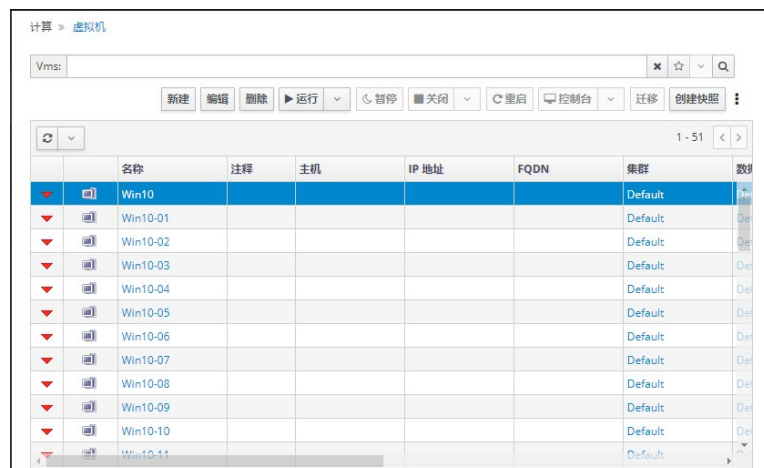 计算 » 虚拟机
Vms:
新建 编辑 删除 运行 暂停 关闭 重启 控制台 迁移 创建快照
1 - 51
名称 注释 主机 IP 地址 FQDN 集群
Win10 Default
Win10-01 Default
Win10-02 Default
Win10-03 Default
Win10-04 Default
Win10-05 Default
Win10-06 Default
Win10-07 Default
Win10-08 Default
Win10-09 Default
Win10-10 Default
Win10-11 Default